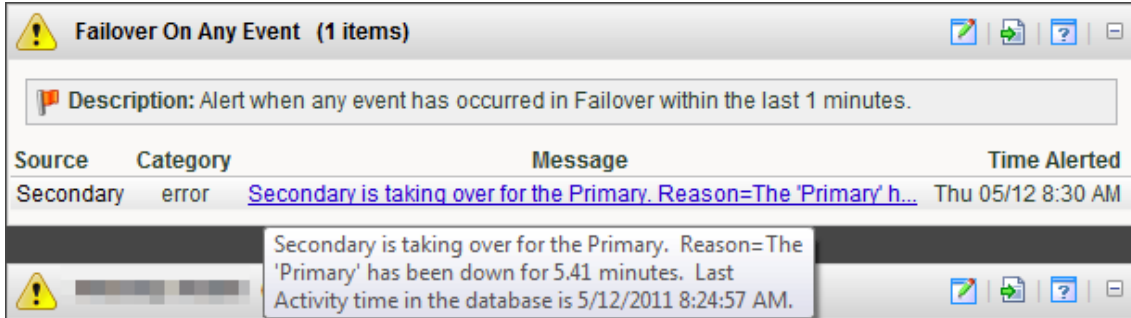 Failover On Any Event (1 items)
Description: Alert when any event has occurred in Failover within the last 1 minutes.
Source Category Message Time Alerted
Secondary error Secondary is taking over for the Primary. Reason=The 'Primary' h... Thu 05/12 8:30 AM
Secondary is taking over for the Primary. Reason=The
'Primary' has been down for 5.41 minutes. Last
Activity time in the database is 5/12/2011 8:24:57 AM.